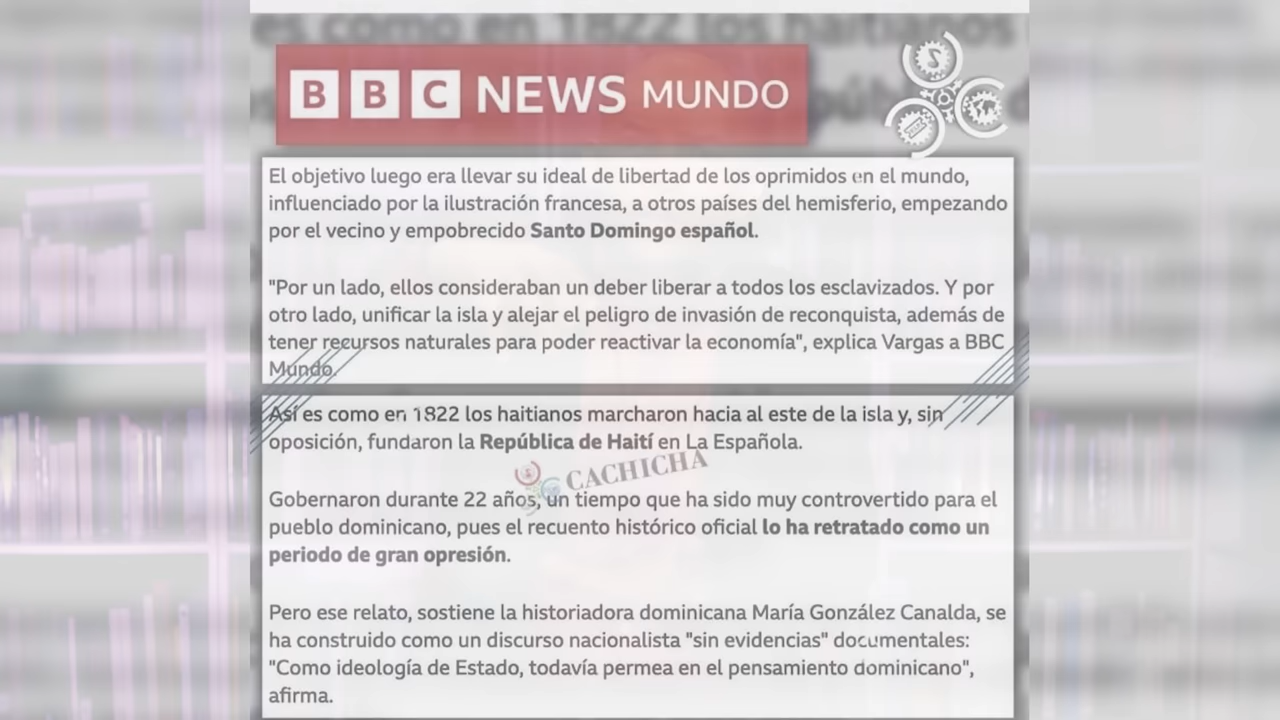 es como en 1822 los haitianos
BBC NEWS MUNDO
El objetivo luego era llevar su ideal de libertad de los oprimidos en el mundo,
influenciado por la ilustración francesa, a otros países del hemisferio, empezando
por el vecino y empobrecido Santo Domingo español.
"Por un lado, ellos consideraban un deber liberar a todos los esclavizados. Y por
otro lado, unificar la isla y alejar el peligro de invasión de reconquista, además de
tener recursos naturales para poder reactivar la economía", explica Vargas a BBC
Mundo.
Así es como en 1822 los haitianos marcharon hacia al este de la isla y, sin
oposición, fundaron la República de Haití en La Española.
CACHICHA
Gobernaron durante 22 años, un tiempo que ha sido muy controvertido para el
pueblo dominicano, pues el recuento histórico oficial lo ha retratado como un
periodo de gran opresión.
Pero ese relato, sostiene la historiadora dominicana María González Canalda, se
ha construido como un discurso nacionalista "sin evidencias" documentales:
"Como ideología de Estado, todavía permea en el pensamiento dominicano",
afirma.